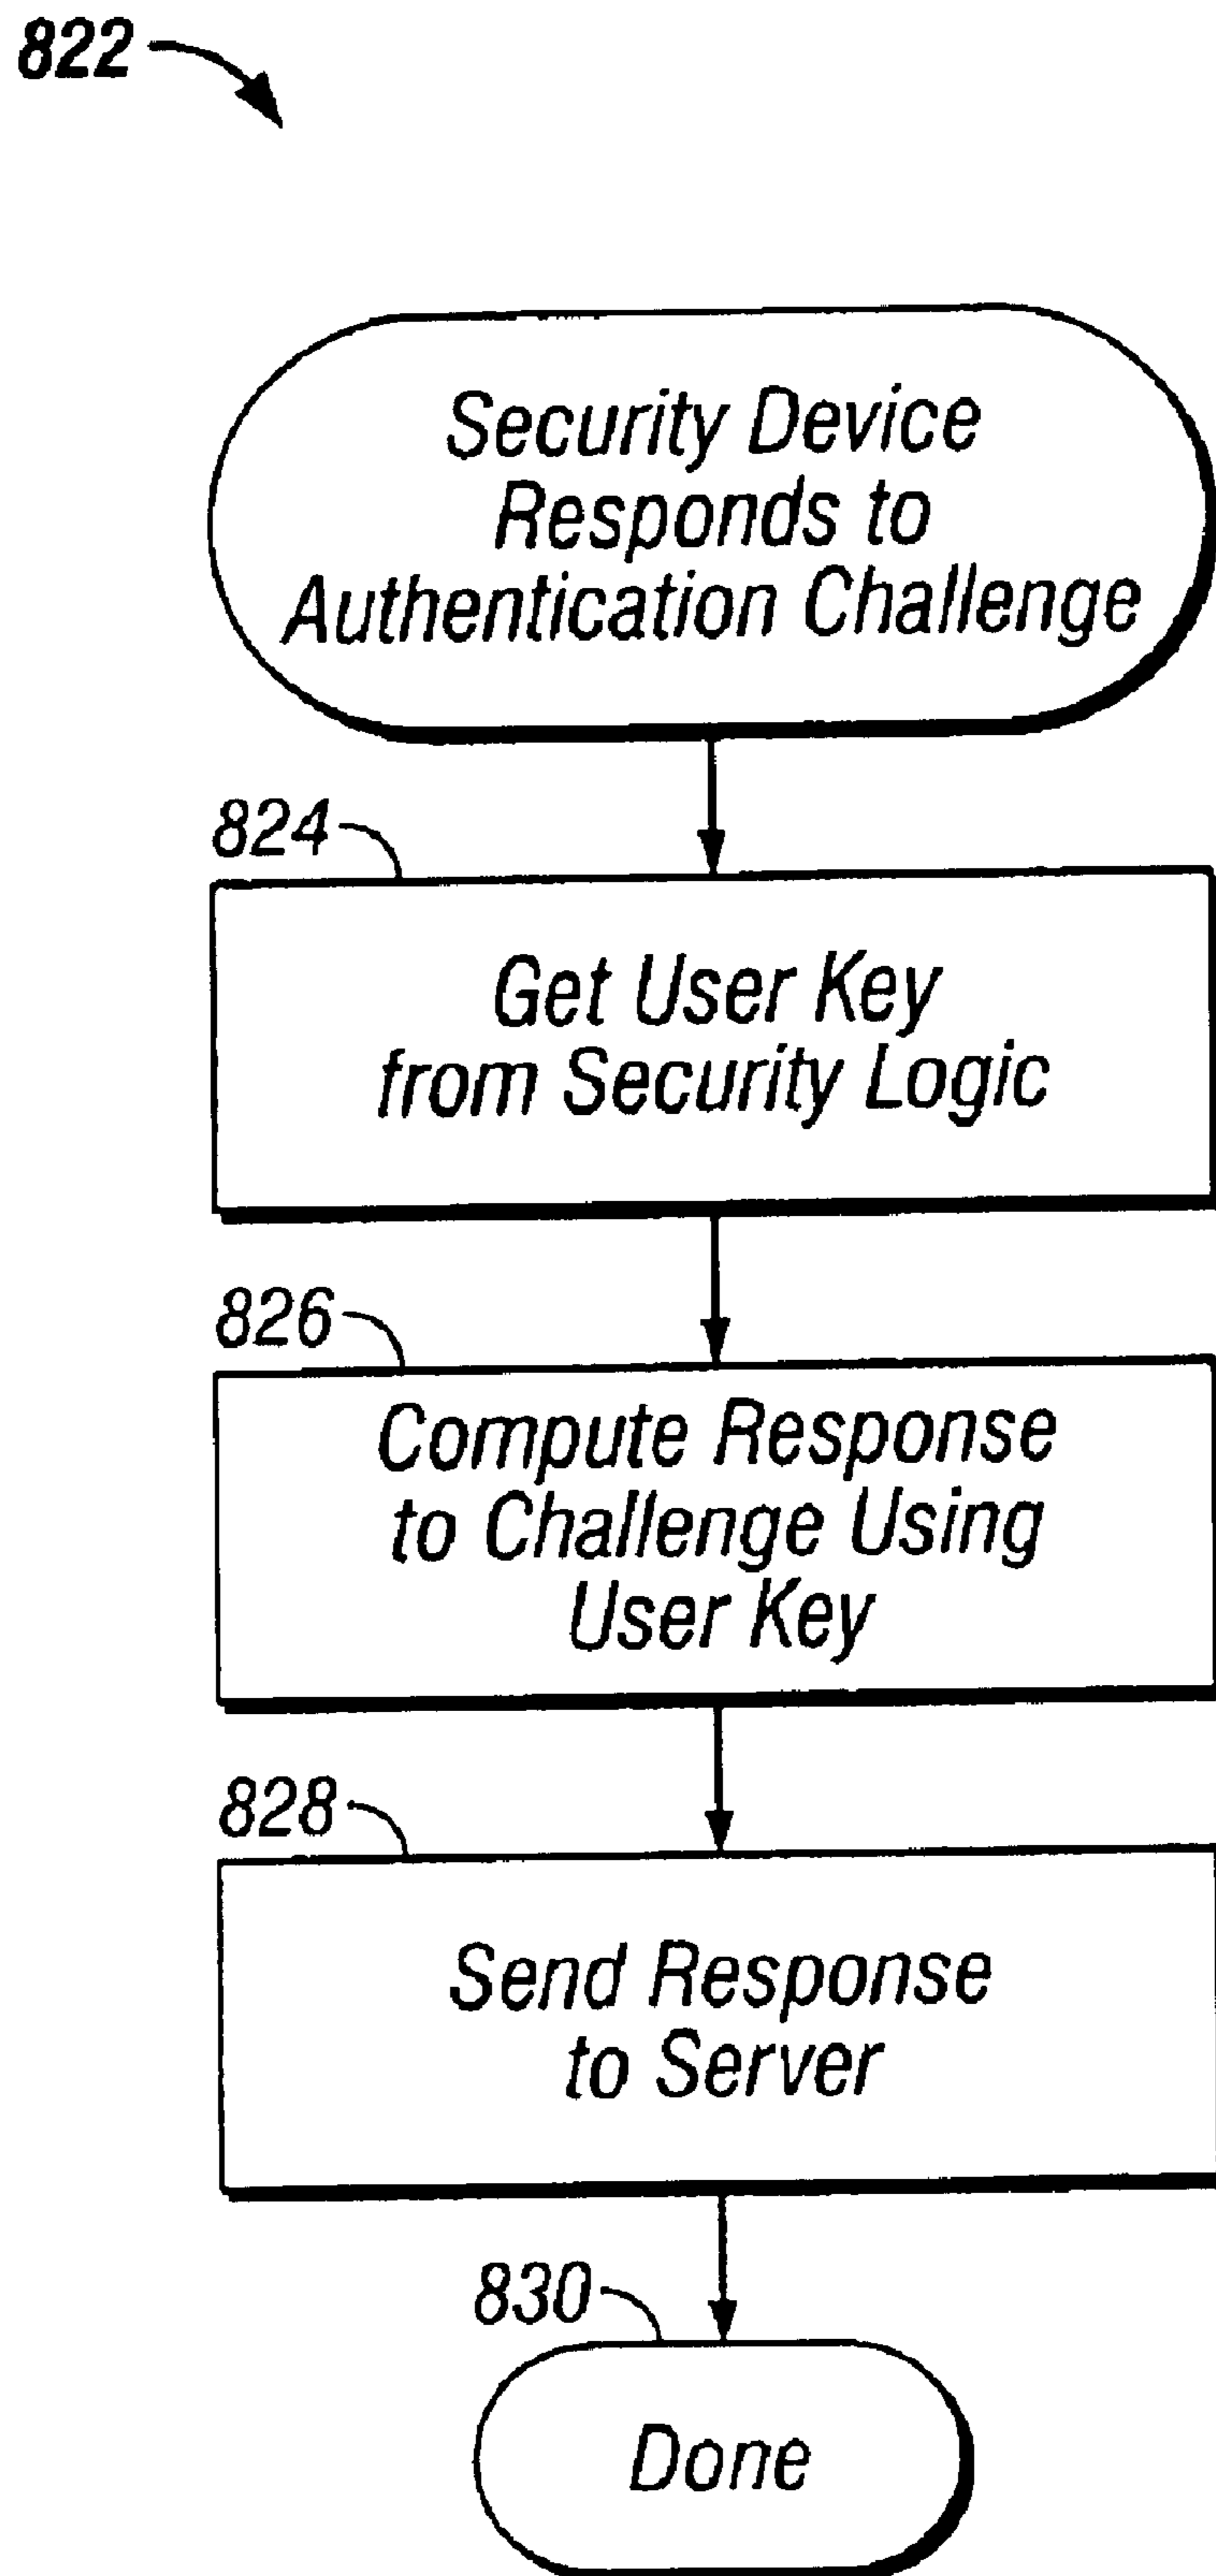 822
Security Device
Responds to
Authentication Challenge
824
Get User Key
from Security Logic
826
Compute Response
to Challenge Using
User Key
828
Send Response
to Server
830
Done